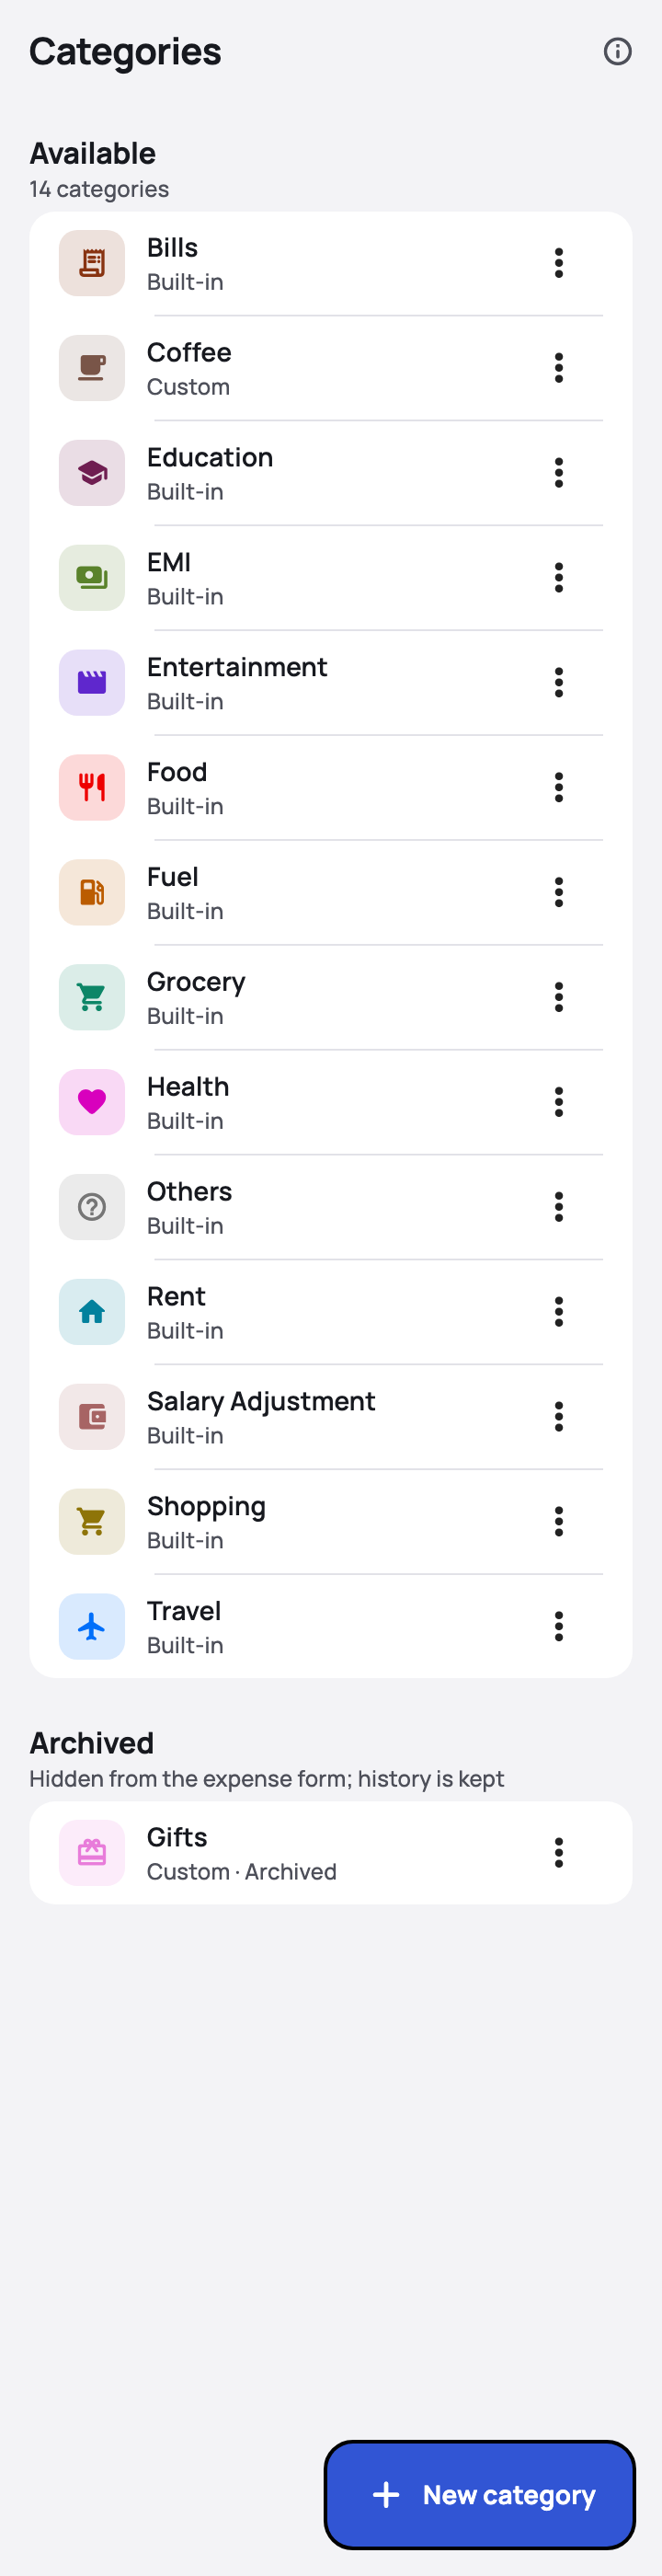 Categories
Available
14 categories
Bills
Built-in
Coffee
Custom
Education
Built-in
EMI
Built-in
Entertainment
Built-in
Food
Built-in
Fuel
Built-in
Grocery
Built-in
Health
Built-in
Others
Built-in
Rent
Built-in
Salary Adjustment
Built-in
Shopping
Built-in
Travel
Built-in
Archived
Hidden from the expense form; history is kept
Gifts
Custom · Archived
New category